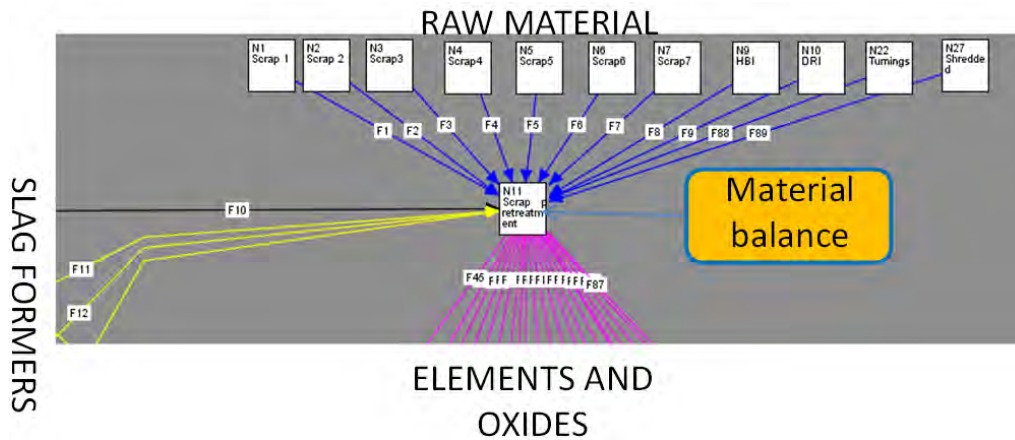 RAW MATERIAL
N1
Scrap 1
N2
Scrap 2
N3
Scrap3
N4
Scrap4
N5
Scrap5
N6
Scrap6
N7
Scrap7
N9
HBI
N10
DRI
N22
Turnings
N27
Shredde
d
F1
F2
F3
F4
F5
F6
F7
F8
F9
F88
F89
N11
Scrap p
retreatm
ent
Material
balance
SLAG FORMERS
F10
F11
F12
F45
F87
ELEMENTS AND
OXIDES